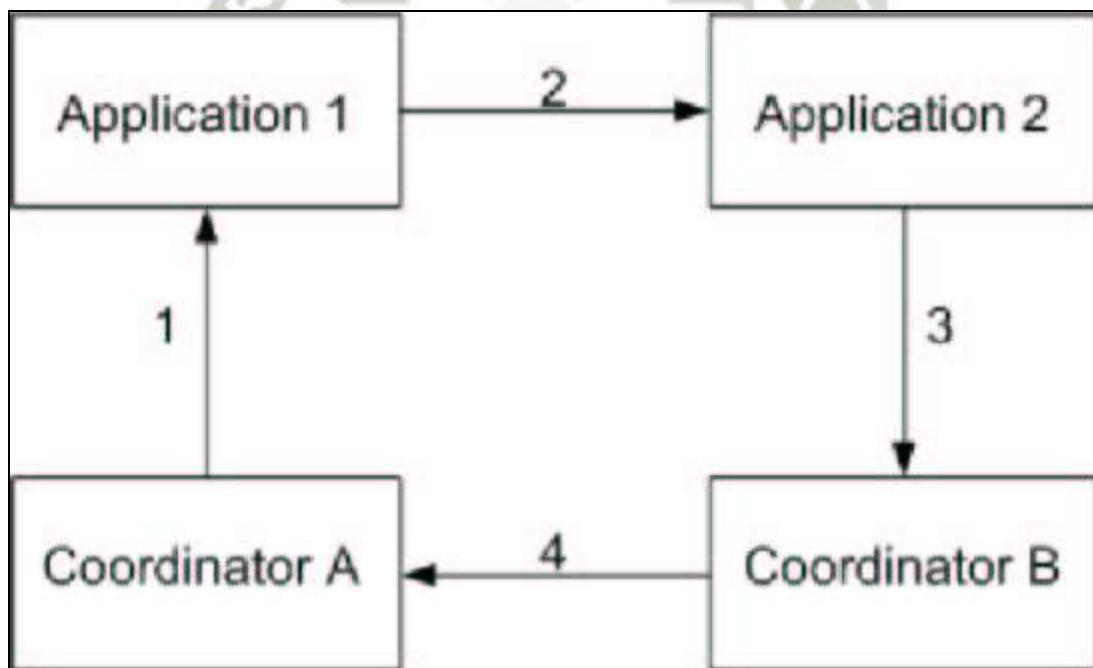 Application 1
2
Application 2
1
3
Coordinator A
4
Coordinator B